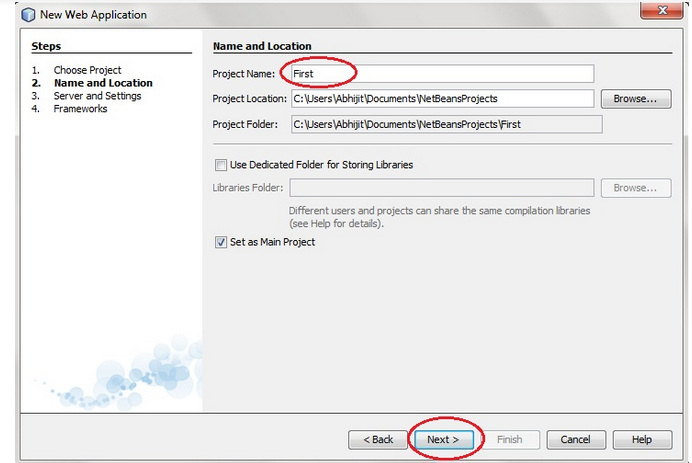 New Web Application
Steps
1. Choose Project
2. Name and Location
3. Server and Settings
4. Frameworks
Name and Location
Project Name: First
Project Location: C:\Users\Abhijit\Documents\NetBeansProjects Browse...
Project Folder: C:\Users\Abhijit\Documents\NetBeansProjects\First
Use Dedicated Folder for Storing Libraries
Libraries Folder: Browse...
Different users and projects can share the same compilation libraries
(see Help for details).
Set as Main Project
< Back Next > Finish Cancel Help